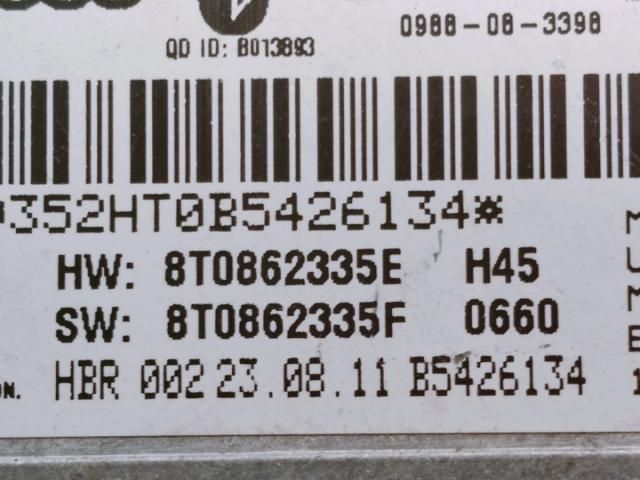 0988-08-3398
QD ID: B013893
352HT0B5426134*
HW: 8T0862335E H45
SW: 8T0862335F 0660
HBR 002 23.08.11 B5426134